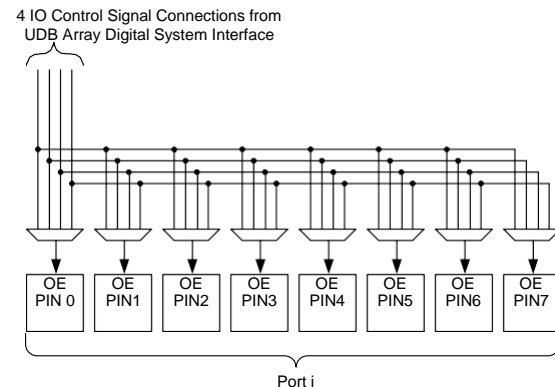 4 IO Control Signal Connections from
UDB Array Digital System Interface
OE OE OE OE OE OE OE OE
PIN 0 PIN1 PIN2 PIN3 PIN4 PIN5 PIN6 PIN7
Port i